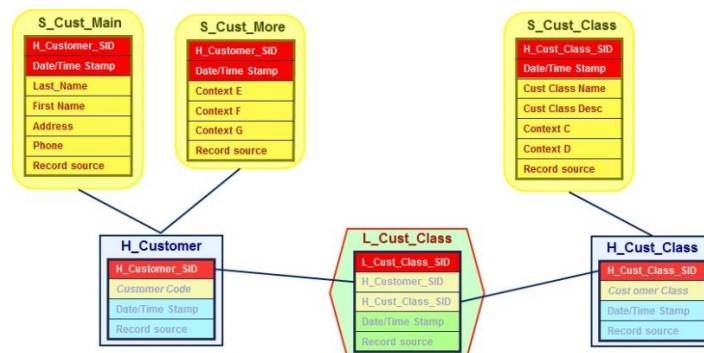 S_Cust_Main
H_Customer_SID
Date/Time Stamp
Last_Name
First Name
Address
Phone
Record source
S_Cust_More
H_Customer_SID
Date/Time Stamp
Context E
Context F
Context G
Record source
S_Cust_Class
H_Cust_Class_SID
Date/Time Stamp
Cust Class Name
Cust Class Desc
Context C
Context D
Record source
H_Customer
H_Customer_SID
Customer Code
Date/Time Stamp
Record source
L_Cust_Class
L_Cust_Class_SID
H_Customer_SID
H_Cust_Class_SID
Date/Time Stamp
Record source
H_Cust_Class
H_Cust_Class_SID
Customer Class
Date/Time Stamp
Record source